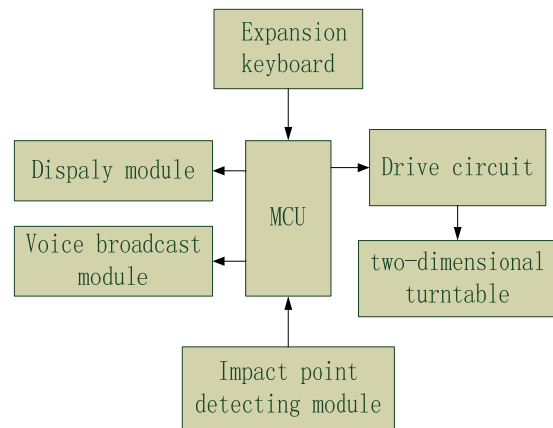 Expansion
keyboard
Dispaly module
MCU
Drive circuit
Voice broadcast
module
two-dimensional
turntable
Impact point
detecting module